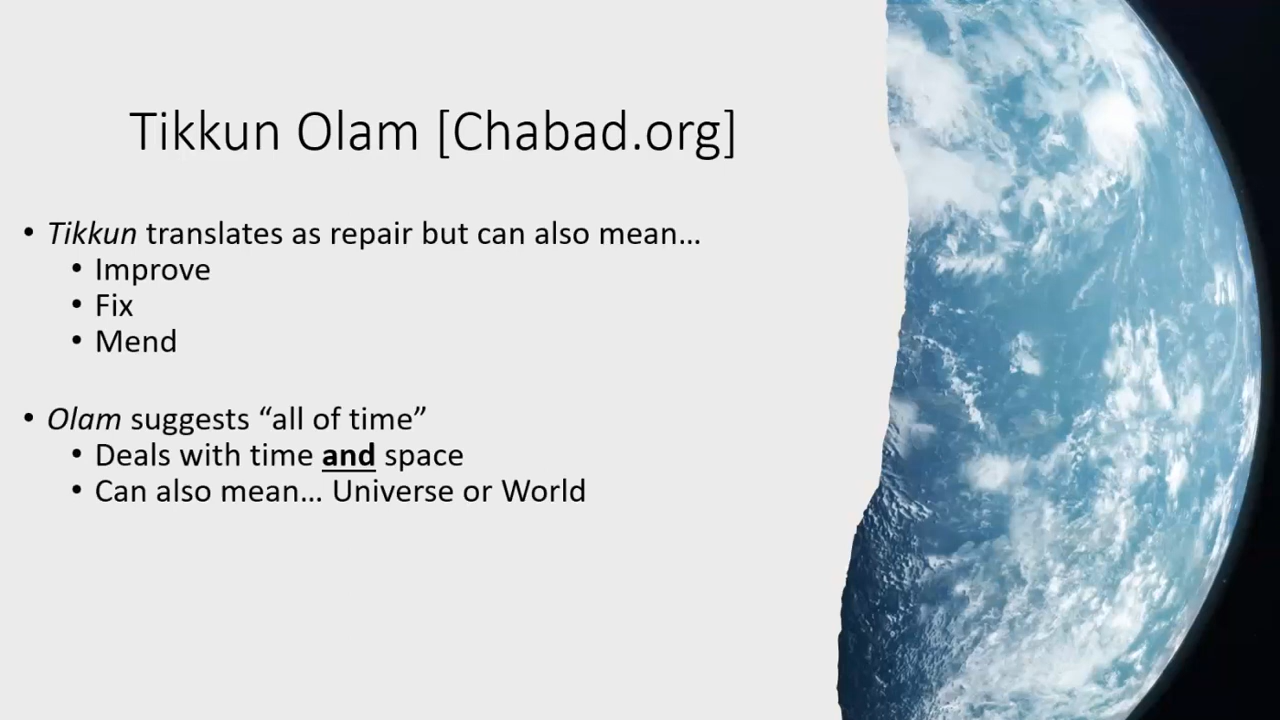 Tikkun Olam [Chabad.org]
• Tikkun translates as repair but can also mean…
• Improve
• Fix
• Mend
• Olam suggests “all of time”
• Deals with time and space
• Can also mean… Universe or World